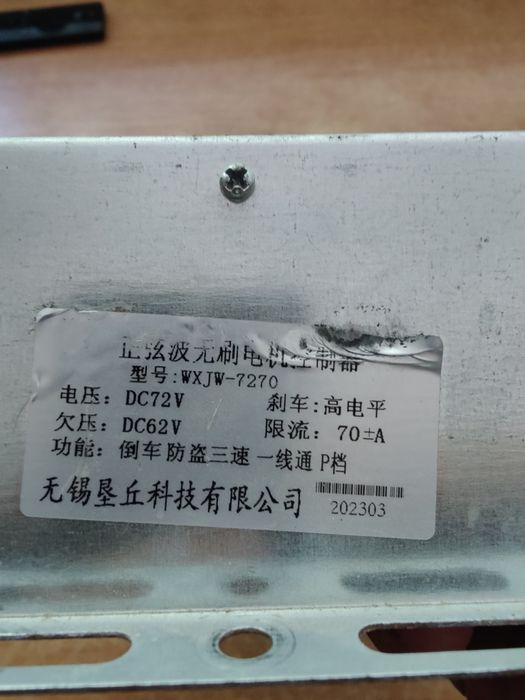 正弦波无刷电机控制器
型号:WXJW-7270
电压: DC72V 刹车:高电平
欠压: DC62V 限流: 70±A
功能: 倒车 防盗三速 一线通 P档
无锡垦丘科技有限公司
202303